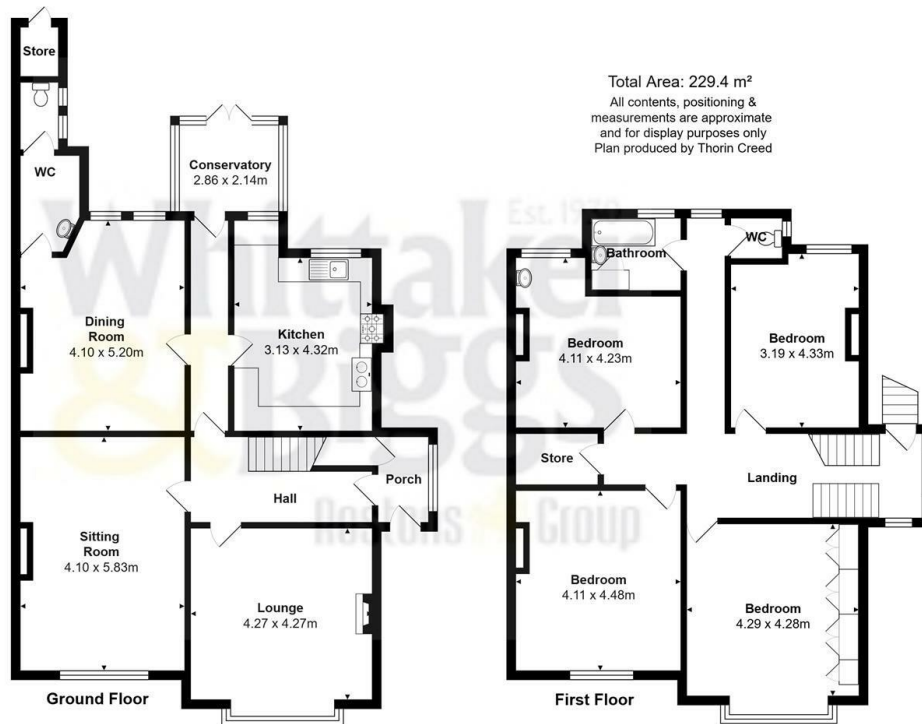 Store
WC
Conservatory
2.86 x 2.14m
Dining
Room
4.10 x 5.20m
Kitchen
3.13 x 4.32m
Sitting
Room
4.10 x 5.83m
Hall
Porch
Lounge
4.27 x 4.27m
Ground Floor
Total Area: 229.4 m²
All contents, positioning &
measurements are approximate
and for display purposes only
Plan produced by Thorin Creed
Bathroom
WC
Bedroom
4.11 x 4.23m
Bedroom
3.19 x 4.33m
Store
Landing
Bedroom
4.11 x 4.48m
Bedroom
4.29 x 4.28m
First Floor
Est. 1930
Whittaker
& Biggs
Rostons Group